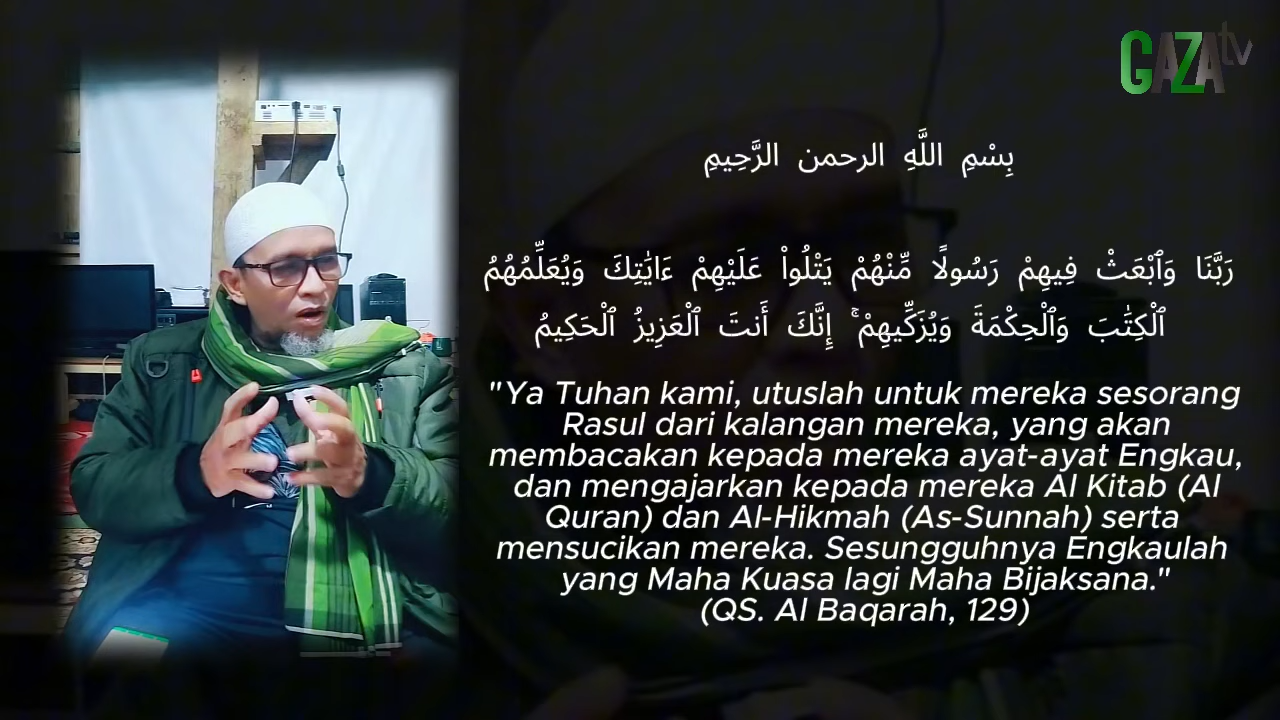 GAZAtv
بِسْمِ اللَّهِ الرحمن الرَّحِيمِ
رَبَّنَا وَٱبْعَثْ فِيهِمْ رَسُولًا مِّنْهُمْ يَتْلُوا۟ عَلَيْهِمْ ءَايَٰتِكَ وَيُعَلِّمُهُمُ
ٱلْكِتَٰبَ وَٱلْحِكْمَةَ وَيُزَكِّيهِمْ ۚ إِنَّكَ أَنتَ ٱلْعَزِيزُ ٱلْحَكِيمُ
"Ya Tuhan kami, utuslah untuk mereka sesorang
Rasul dari kalangan mereka, yang akan
membacakan kepada mereka ayat-ayat Engkau,
dan mengajarkan kepada mereka Al Kitab (Al
Quran) dan Al-Hikmah (As-Sunnah) serta
mensucikan mereka. Sesungguhnya Engkaulah
yang Maha Kuasa lagi Maha Bijaksana."
(QS. Al Baqarah, 129)